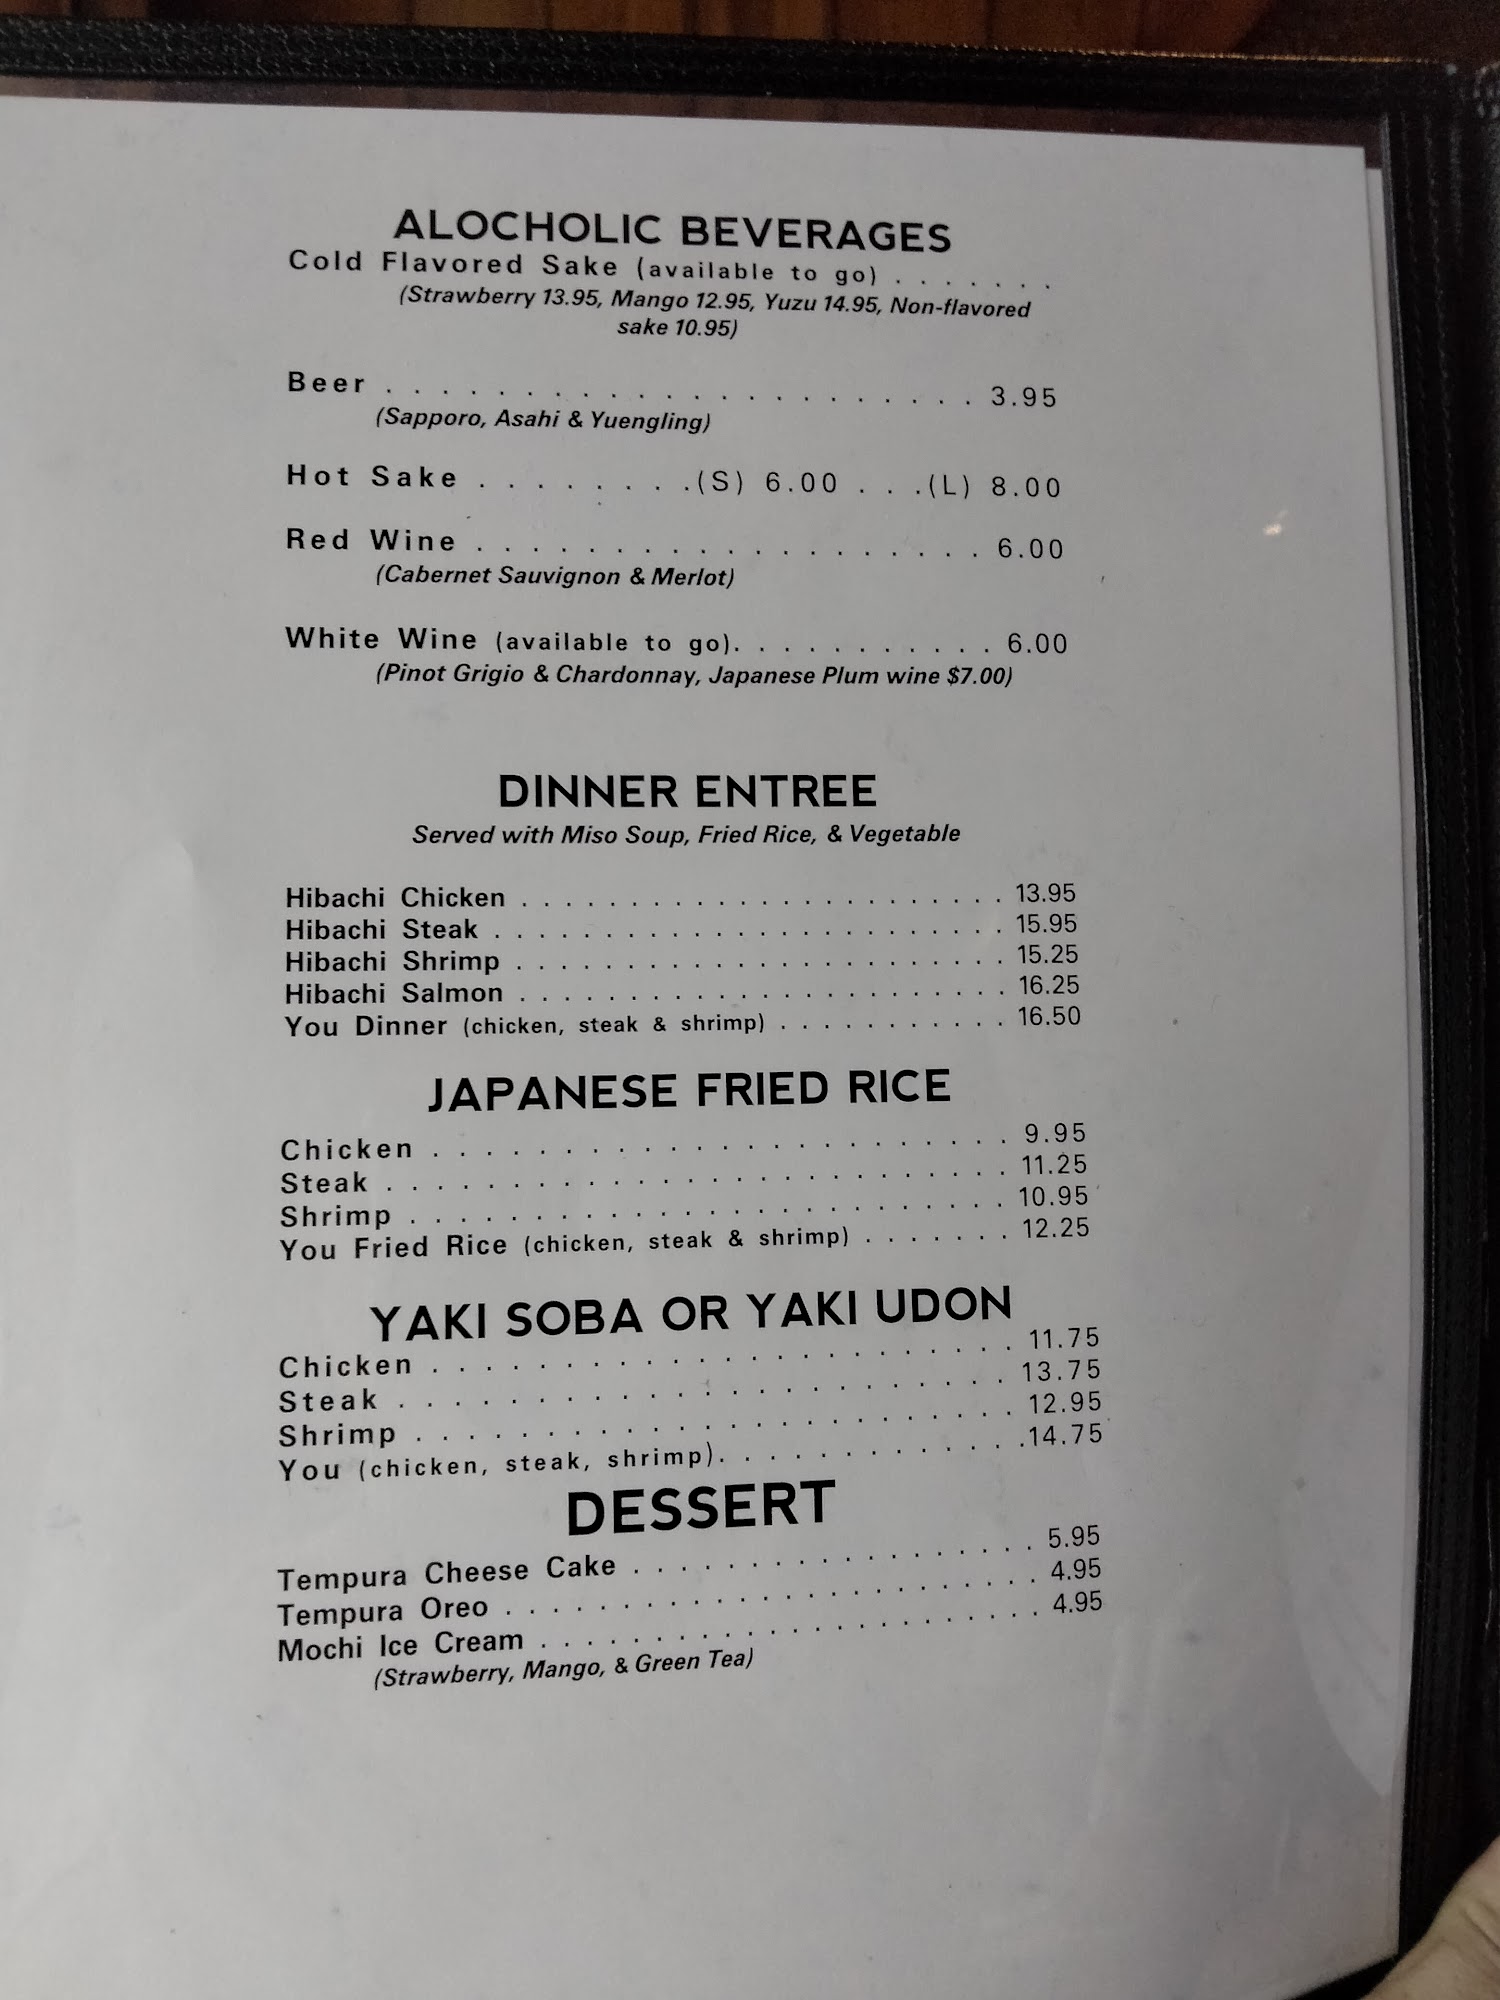 ALOCHOLIC BEVERAGES
Cold Flavored Sake (available to go) . . . . . . .
(Strawberry 13.95, Mango 12.95, Yuzu 14.95, Non-flavored
sake 10.95)
Beer . . . . . . . . . . . . . . . . . . . . . 3.95
(Sapporo, Asahi & Yuengling)
Hot Sake . . . . . . . .(S) 6.00 . . .(L) 8.00
Red Wine . . . . . . . . . . . . . . . . . . . 6.00
(Cabernet Sauvignon & Merlot)
White Wine (available to go). . . . . . . . . . 6.00
(Pinot Grigio & Chardonnay, Japanese Plum wine $7.00)
DINNER ENTREE
Served with Miso Soup, Fried Rice, & Vegetable
Hibachi Chicken . . . . . . . . . . . . . . . . . . . . . . 13.95
Hibachi Steak . . . . . . . . . . . . . . . . . . . . . . . 15.95
Hibachi Shrimp . . . . . . . . . . . . . . . . . . . . . . 15.25
Hibachi Salmon . . . . . . . . . . . . . . . . . . . . . . 16.25
You Dinner (chicken, steak & shrimp) . . . . . . . . . . . 16.50
JAPANESE FRIED RICE
Chicken . . . . . . . . . . . . . . . . . . . . . . 9.95
Steak . . . . . . . . . . . . . . . . . . . . . . . 11.25
Shrimp . . . . . . . . . . . . . . . . . . . . . . 10.95
You Fried Rice (chicken, steak & shrimp) . . . . . . . 12.25
YAKI SOBA OR YAKI UDON
Chicken . . . . . . . . . . . . . . . . . . . . . . 11.75
Steak . . . . . . . . . . . . . . . . . . . . . . 13.75
Shrimp . . . . . . . . . . . . . . . . . . . . . . 12.95
You (chicken, steak, shrimp). . . . . . . . . . . .14.75
DESSERT
Tempura Cheese Cake . . . . . . . . . . . . . . . . . 5.95
Tempura Oreo . . . . . . . . . . . . . . . . . . . . . 4.95
Mochi Ice Cream . . . . . . . . . . . . . . . . . . . 4.95
(Strawberry, Mango, & Green Tea)